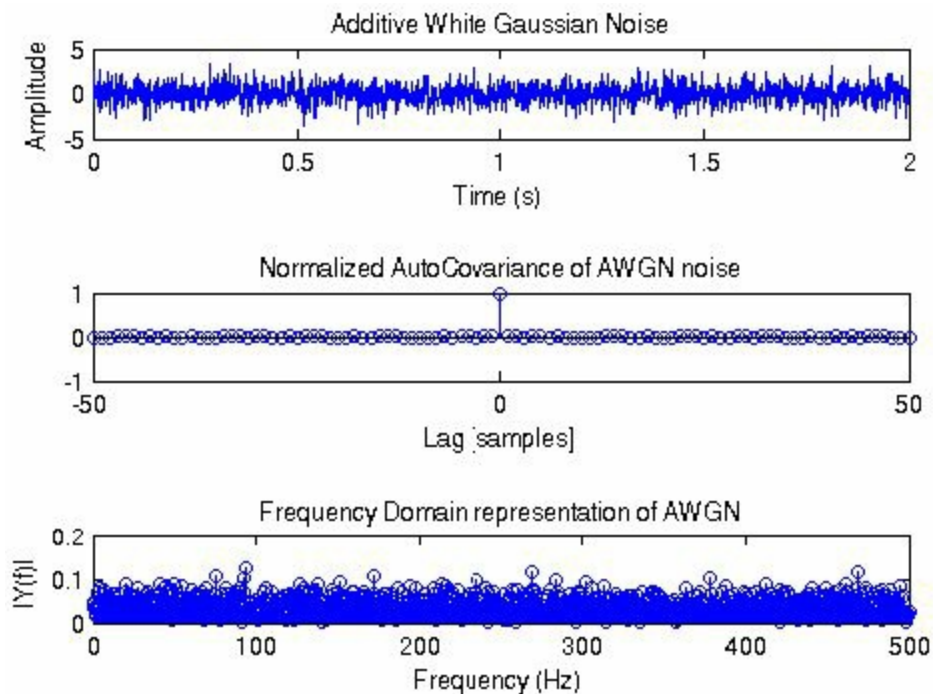 Additive White Gaussian Noise
Amplitude
5
0
-5
0 0.5 1 1.5 2
Time (s)
Normalized AutoCovariance of AWGN noise
1
0
-1
-50 0 50
Lag [samples]
Frequency Domain representation of AWGN
|Y(f)|
0.2
0.1
0
0 100 200 300 400 500
Frequency (Hz)